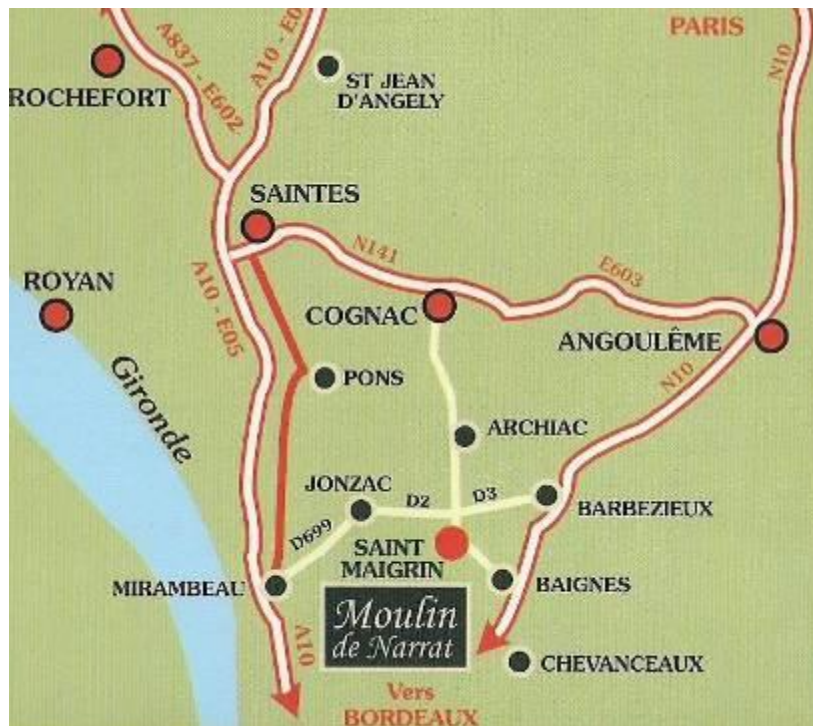 PARIS
A837 - E602
A10 - E0
N10
ST JEAN
D'ANGELY
ROCHEFORT
SAINTES
N141
E603
ROYAN
A10 - E05
COGNAC
ANGOULÊME
Gironde
PONS
N10
ARCHIAC
JONZAC
D2
D3
BARBEZIEUX
D699
SAINT
MAIGRIN
MIRAMBEAU
BAIGNES
Moulin
de Narrat
A10
CHEVANCEAUX
Vers
BORDEAUX